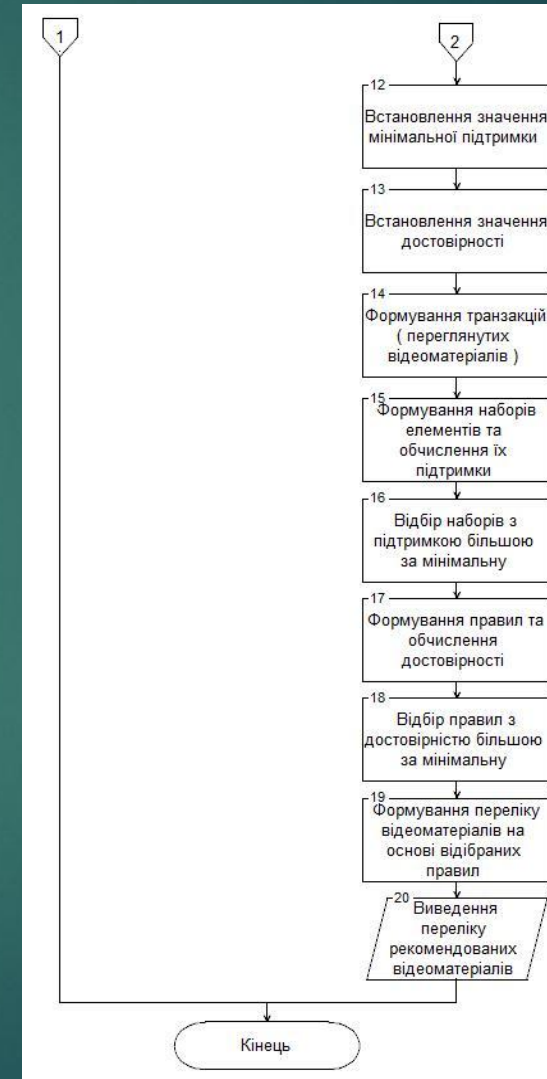 1
2
12
Встановлення значення
мінімальної підтримки
13
Встановлення значення
достовірності
14
Формування транзакцій
( переглянутих
відеоматеріалів )
15
Формування наборів
елементів та
обчислення їх
підтримки
16
Відбір наборів з
підтримкою більшою
за мінімальну
17
Формування правил та
обчислення
достовірності
18
Відбір правил з
достовірністю більшою
за мінімальну
19
Формування переліку
відеоматеріалів на
основі відібраних
правил
20
Виведення
переліку
рекомендованих
відеоматеріалів
Кінець